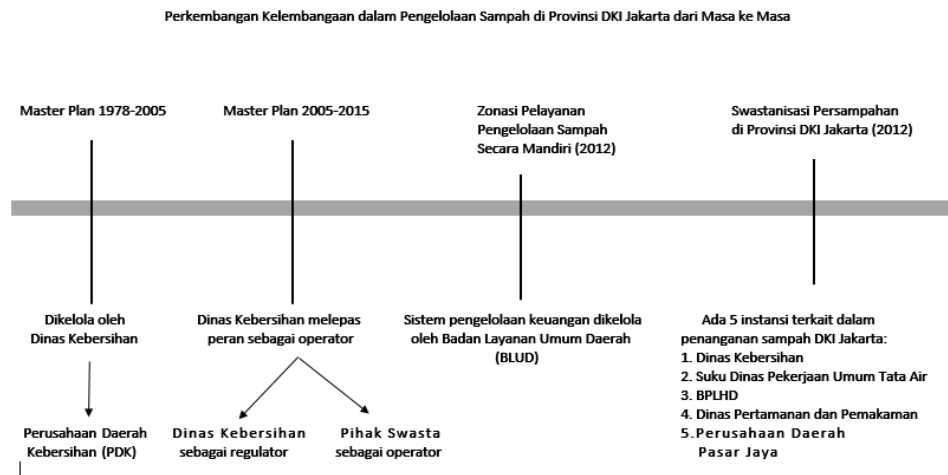 Perkembangan Kelembangaan dalam Pengelolaan Sampah di Provinsi DKI Jakarta dari Masa ke Masa
Master Plan 1978-2005
Master Plan 2005-2015
Zonasi Pelayanan
Pengelolaan Sampah
Secara Mandiri (2012)
Swastanisasi Persampahan
di Provinsi DKI Jakarta (2012)
Dikelola oleh
Dinas Kebersihan
Perusahaan Daerah
Kebersihan (PDK)
Dinas Kebersihan melepas
peran sebagai operator
Dinas Kebersihan
sebagai regulator
Pihak Swasta
sebagai operator
Sistem pengelolaan keuangan dikelola
oleh Badan Layanan Umum Daerah
(BLUD)
Ada 5 instansi terkait dalam
penanganan sampah DKI Jakarta:
1. Dinas Kebersihan
2. Suku Dinas Pekerjaan Umum Tata Air
3. BPLHD
4. Dinas Pertamanan dan Pemakaman
5. Perusahaan Daerah
Pasar Jaya